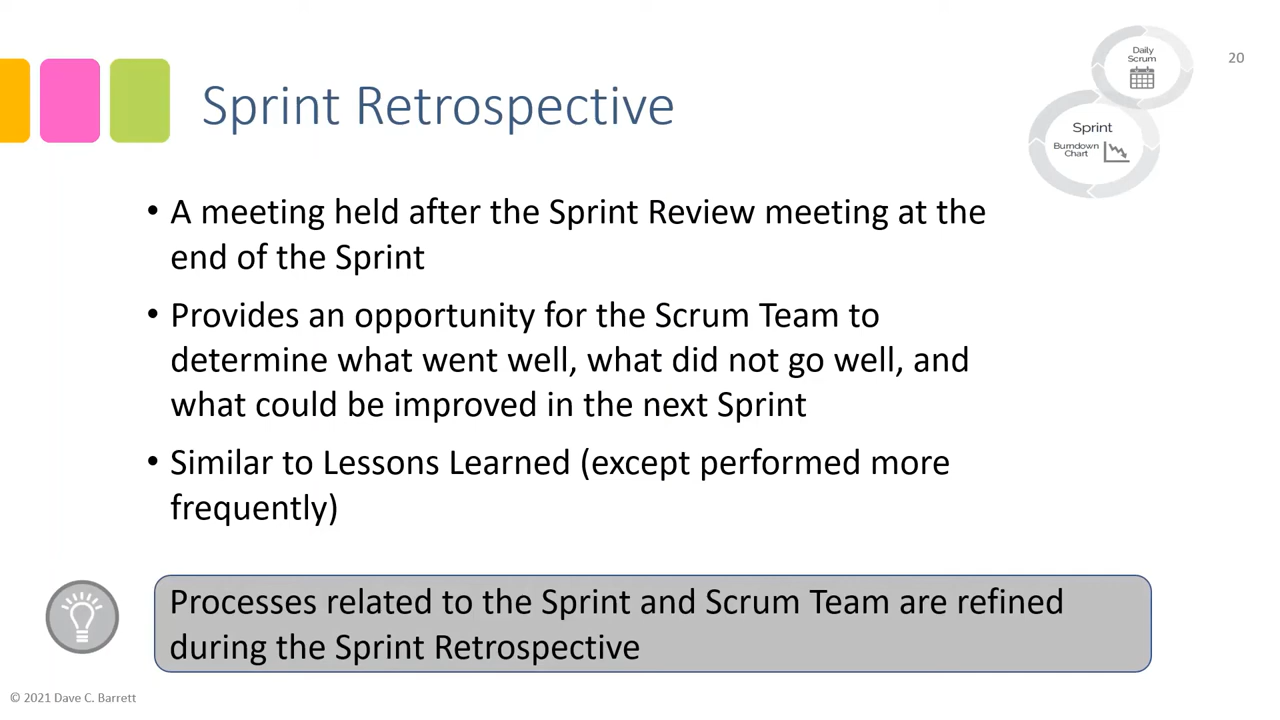 Daily
Scrum
20
Sprint Retrospective
Sprint
Burndown
Chart
• A meeting held after the Sprint Review meeting at the
end of the Sprint
• Provides an opportunity for the Scrum Team to
determine what went well, what did not go well, and
what could be improved in the next Sprint
• Similar to Lessons Learned (except performed more
frequently)
Processes related to the Sprint and Scrum Team are refined
during the Sprint Retrospective
© 2021 Dave C. Barrett